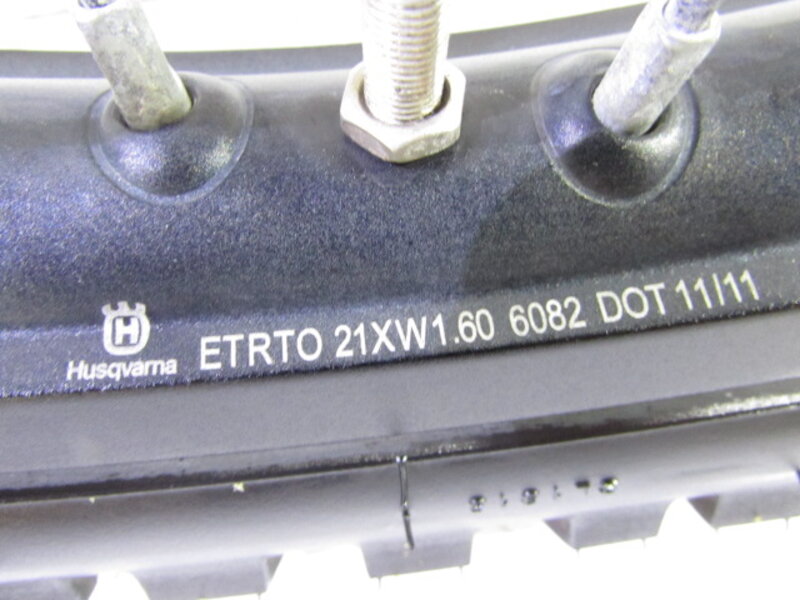 H
Husqvarna
ETRTO 21XW1.60 6082 DOT 11/11